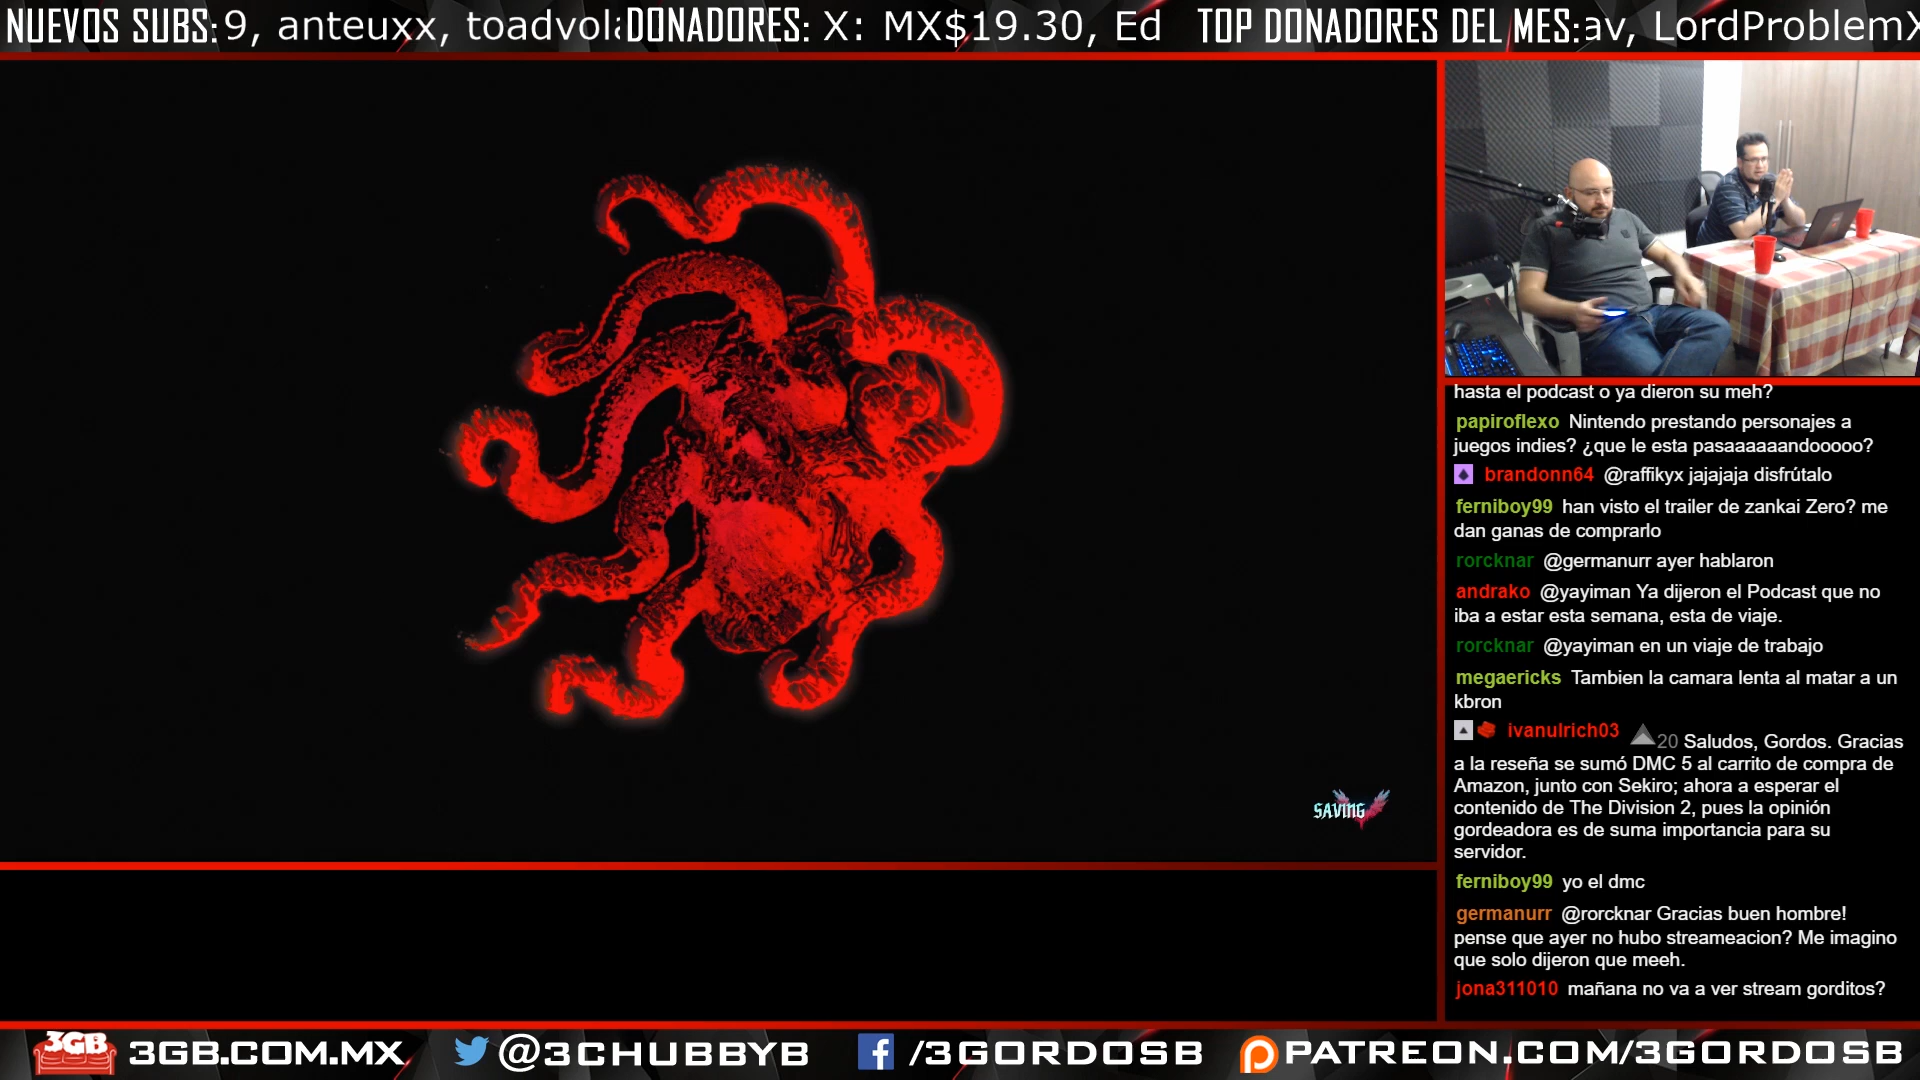 NUEVOS SUBS: 9, anteuxx, toadvola DONADORES: X: MX$19.30, Ed TOP DONADORES DEL MES: av, LordProblemX
hasta el podcast o ya dieron su meh?
papiroflexo Nintendo prestando personajes a
juegos indies? ¿que le esta pasaaaaaandooooo?
brandonn64 @raffikyx jajajaja disfrútalo
ferniboy99 han visto el trailer de zankai Zero? me
dan ganas de comprarlo
rorcknar @germanurr ayer hablaron
andrako @yayiman Ya dijeron el Podcast que no
iba a estar esta semana, esta de viaje.
rorcknar @yayiman en un viaje de trabajo
megaericks Tambien la camara lenta al matar a un
kbron
ivanulrich03 20 Saludos, Gordos. Gracias
a la reseña se sumó DMC 5 al carrito de compra de
Amazon, junto con Sekiro; ahora a esperar el
contenido de The Division 2, pues la opinión
gordeadora es de suma importancia para su
servidor.
ferniboy99 yo el dmc
germanurr @rorcknar Gracias buen hombre!
pense que ayer no hubo streameacion? Me imagino
que solo dijeron que meeh.
jona311010 mañana no va a ver stream gorditos?
SAVING
3GB 3GB.COM.MX @3CHUBBYB f /3GORDOSB PATREON.COM/3GORDOSB